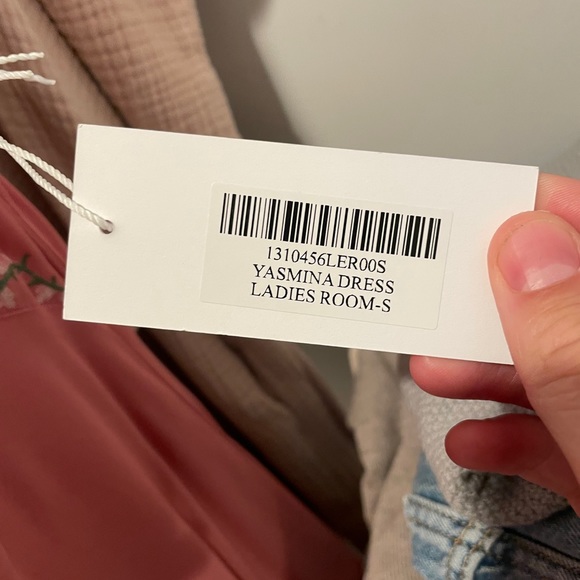 1310456LER00S
YASMINA DRESS
LADIES ROOM-S